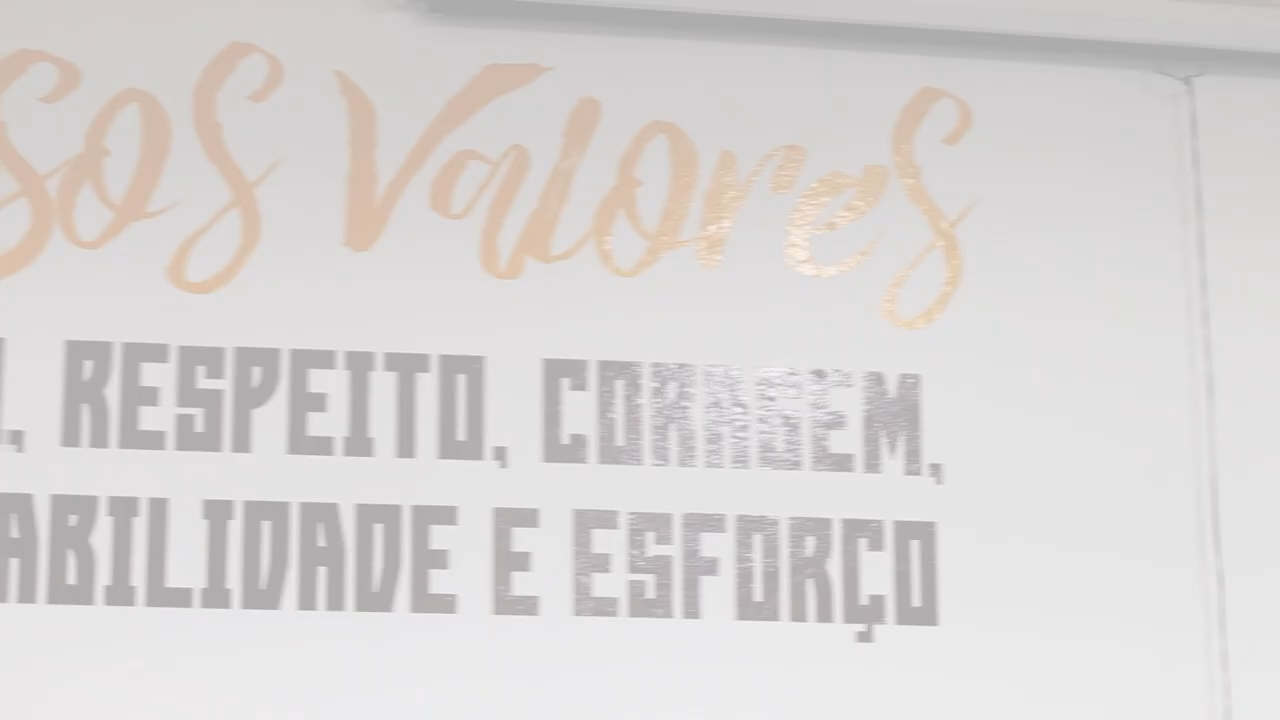 sos Valores
, RESPEITO, CORAGEM,
ABILIDADE E ESFORÇO